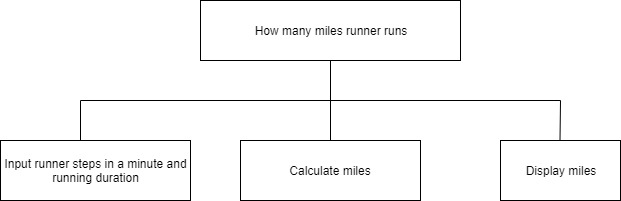 How many miles runner runs
Input runner steps in a minute and
running duration
Calculate miles
Display miles